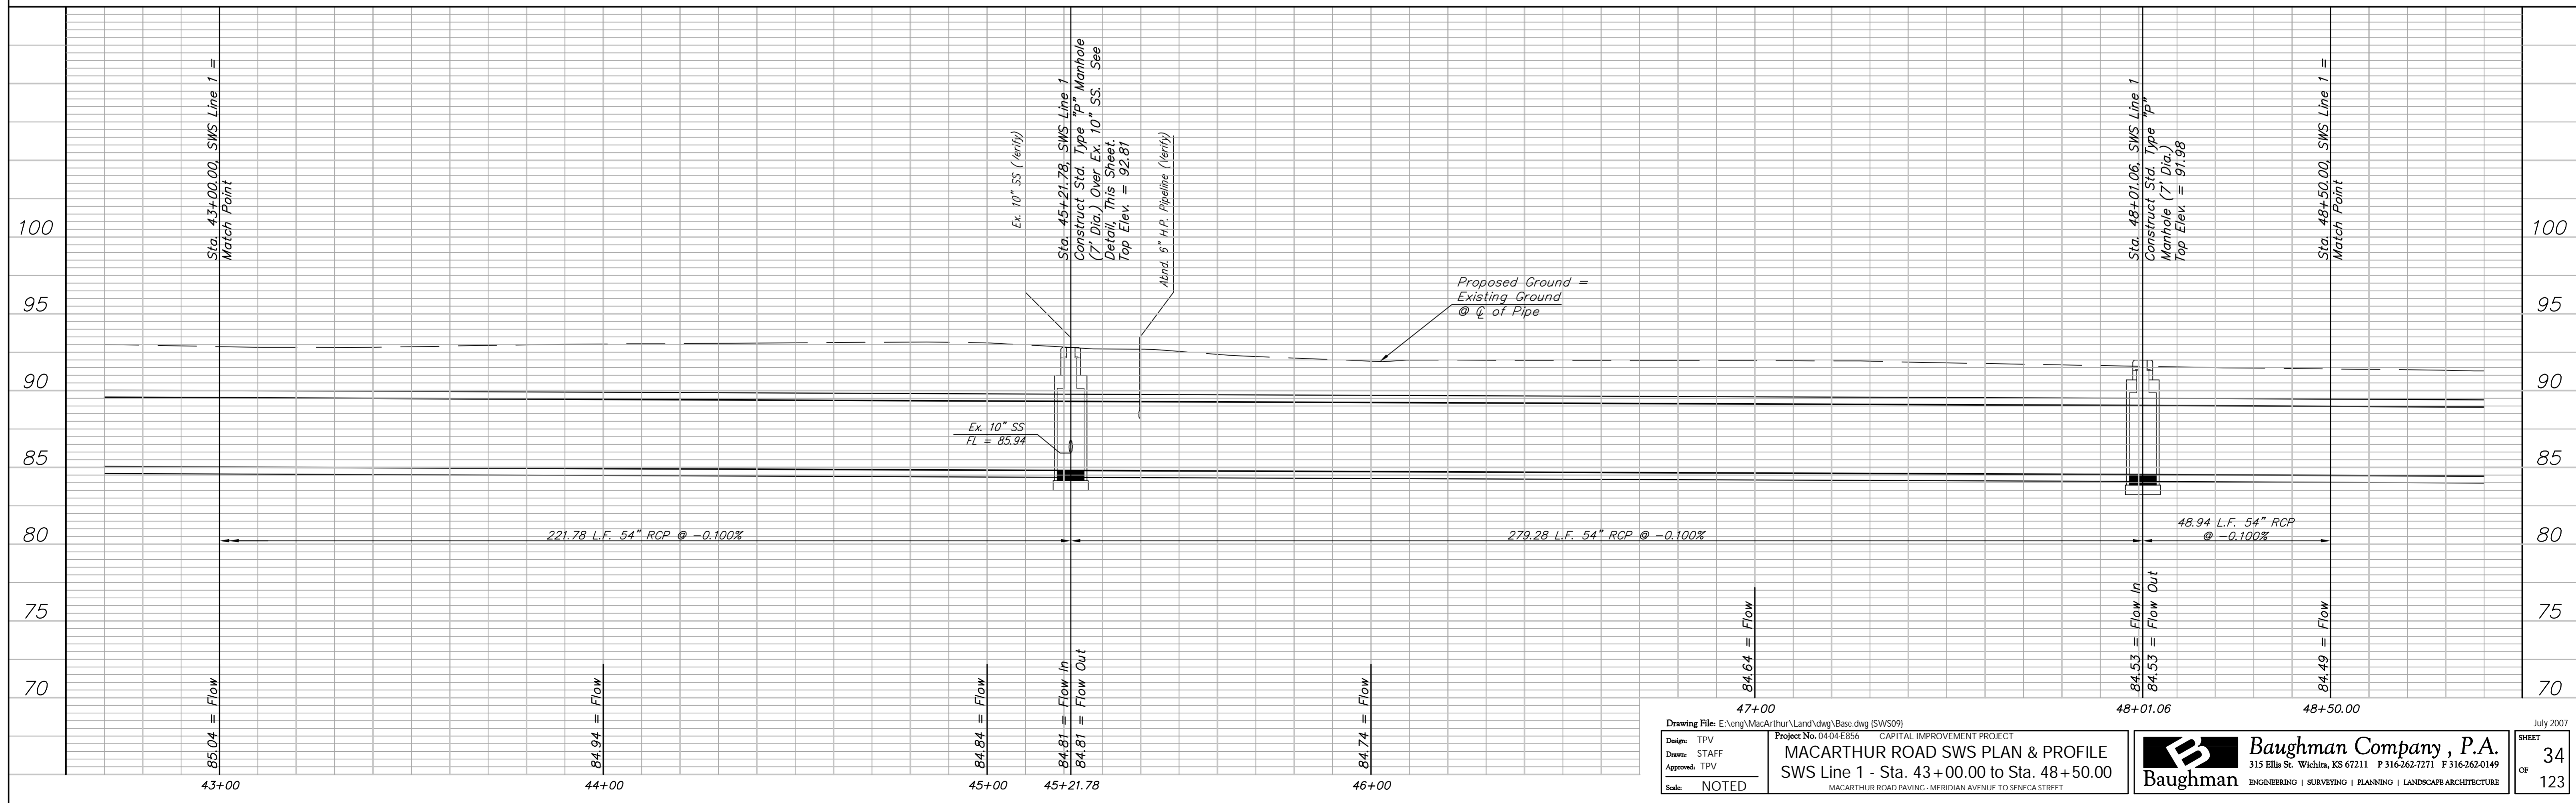 Sta. 43+00.00, SWS Line 1 =
Match Point
Ex. 10" SS (Verify)
Sta. 45+21.78, SWS Line 1
Construct Std. Type "P" Manhole
(7' Dia.) Over Ex. 10" SS. See
Detail, This Sheet.
Top Elev. = 92.81
Abnd. 6" H.P. Pipeline (Verify)
Sta. 48+01.06, SWS Line 1
Construct Std. Type "P"
Manhole (7' Dia.)
Top Elev. = 91.98
Sta. 48+50.00, SWS Line 1 =
Match Point
100
100
95
95
Proposed Ground =
Existing Ground
@ ℄ of Pipe
90
90
Ex. 10" SS
FL = 85.94
85
85
80
80
221.78 L.F. 54" RCP @ -0.100%
279.28 L.F. 54" RCP @ -0.100%
48.94 L.F. 54" RCP
@ -0.100%
75
75
70
70
85.04 = Flow
84.94 = Flow
84.84 = Flow
84.81 = Flow In
84.81 = Flow Out
84.74 = Flow
84.64 = Flow
84.53 = Flow In
84.53 = Flow Out
84.49 = Flow
43+00
44+00
45+00
45+21.78
46+00
47+00
48+01.06
48+50.00
Drawing File: E:\eng\MacArthur\Land\dwg\Base.dwg (SWS09)
July 2007
Design: TPV
Drawn: STAFF
Approved: TPV
Scale: NOTED
Project No. 04-04-E856 CAPITAL IMPROVEMENT PROJECT
MACARTHUR ROAD SWS PLAN & PROFILE
SWS Line 1 - Sta. 43+00.00 to Sta. 48+50.00
MACARTHUR ROAD PAVING - MERIDIAN AVENUE TO SENECA STREET
B
Baughman
Baughman Company, P.A.
315 Ellis St. Wichita, KS 67211 P 316-262-7271 F 316-262-0149
ENGINEERING | SURVEYING | PLANNING | LANDSCAPE ARCHITECTURE
SHEET
34
OF
123